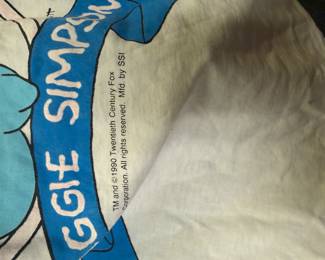 GGIE SIMPSON
TM and ©1990 Twentieth Century Fox
Corporation. All rights reserved. Mfd. by SSI